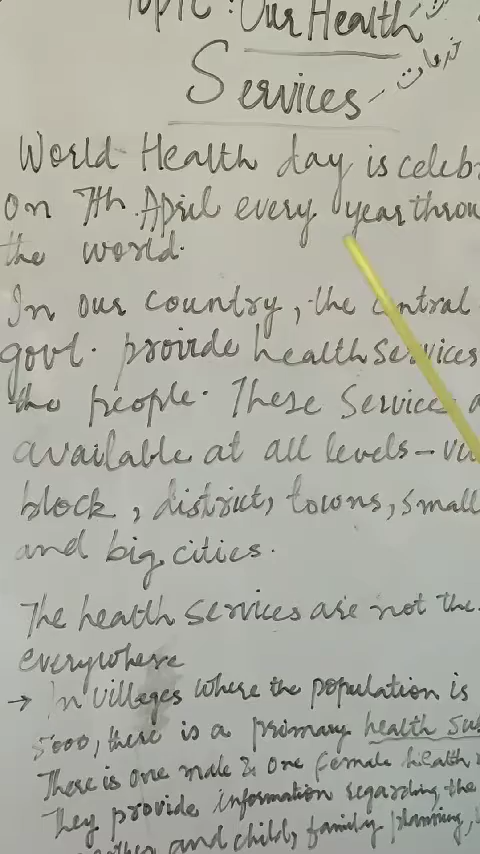 Topic : Our Health
Services - خدمات
World Health day is celeb
on 7th April every year throu
the world.
In our country, the central
govt. provide health services
the people. These Services a
available at all levels - vi
block, district, towns, small
and big cities.
The health services are not the
everywhere
→ In villages where the population is
5000, there is a primary health su
There is one male & one female health
They provide information regarding the
mother and child, family planning,